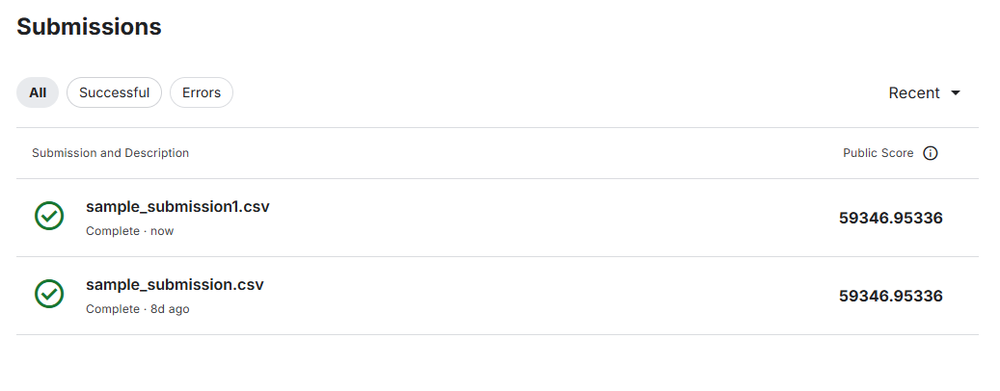 Submissions
All Successful Errors Recent
Submission and Description Public Score
sample_submission1.csv
Complete · now
59346.95336
sample_submission.csv
Complete · 8d ago
59346.95336